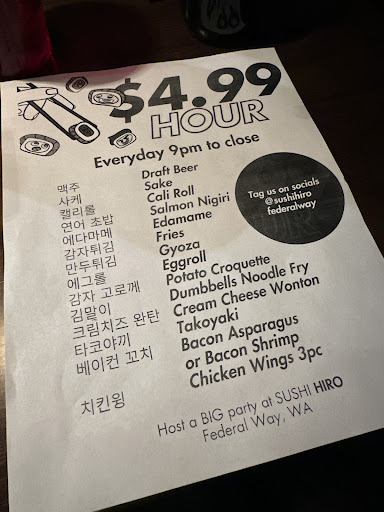 $4.99
HOUR
Everyday 9pm to close
맥주 Draft Beer
사케 Sake
캘리롤 Cali Roll
연어 초밥 Salmon Nigiri
에다마메 Edamame
감자튀김 Fries
만두튀김 Gyoza
에그롤 Eggroll
감자 고로께 Potato Croquette
김말이 Dumbbells Noodle Fry
크림치즈 완탄 Cream Cheese Wonton
타코야끼 Takoyaki
베이컨 꼬치 Bacon Asparagus
or Bacon Shrimp
치킨윙 Chicken Wings 3pc
Tag us on socials
@sushihiro
federalway
Host a BIG party at SUSHI HIRO
Federal Way, WA